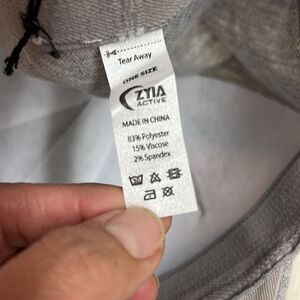 Tear Away
ONE SIZE
ZYIA
ACTIVE
MADE IN CHINA
83% Polyester
15% Viscose
2% Spandex